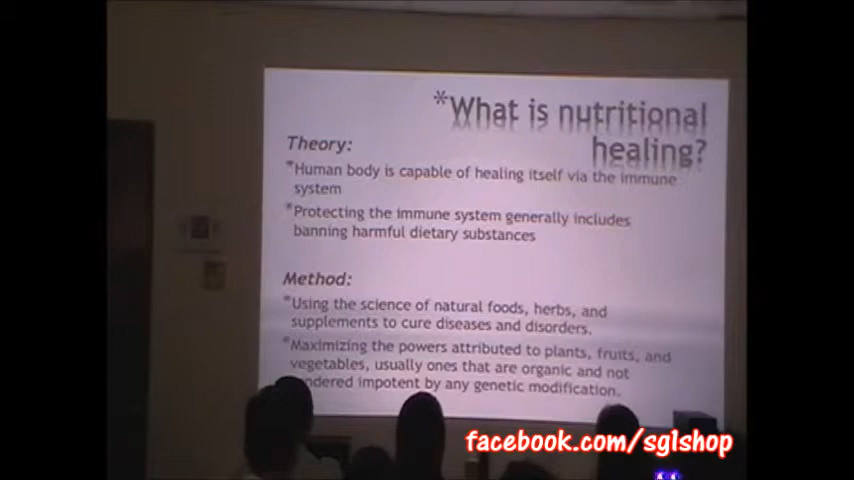 *What is nutritional
healing?
Theory:
*Human body is capable of healing itself via the immune
system
*Protecting the immune system generally includes
banning harmful dietary substances
Method:
*Using the science of natural foods, herbs, and
supplements to cure diseases and disorders.
*Maximizing the powers attributed to plants, fruits, and
vegetables, usually ones that are organic and not
impotent by any genetic modification.
facebook.com/sg1shop